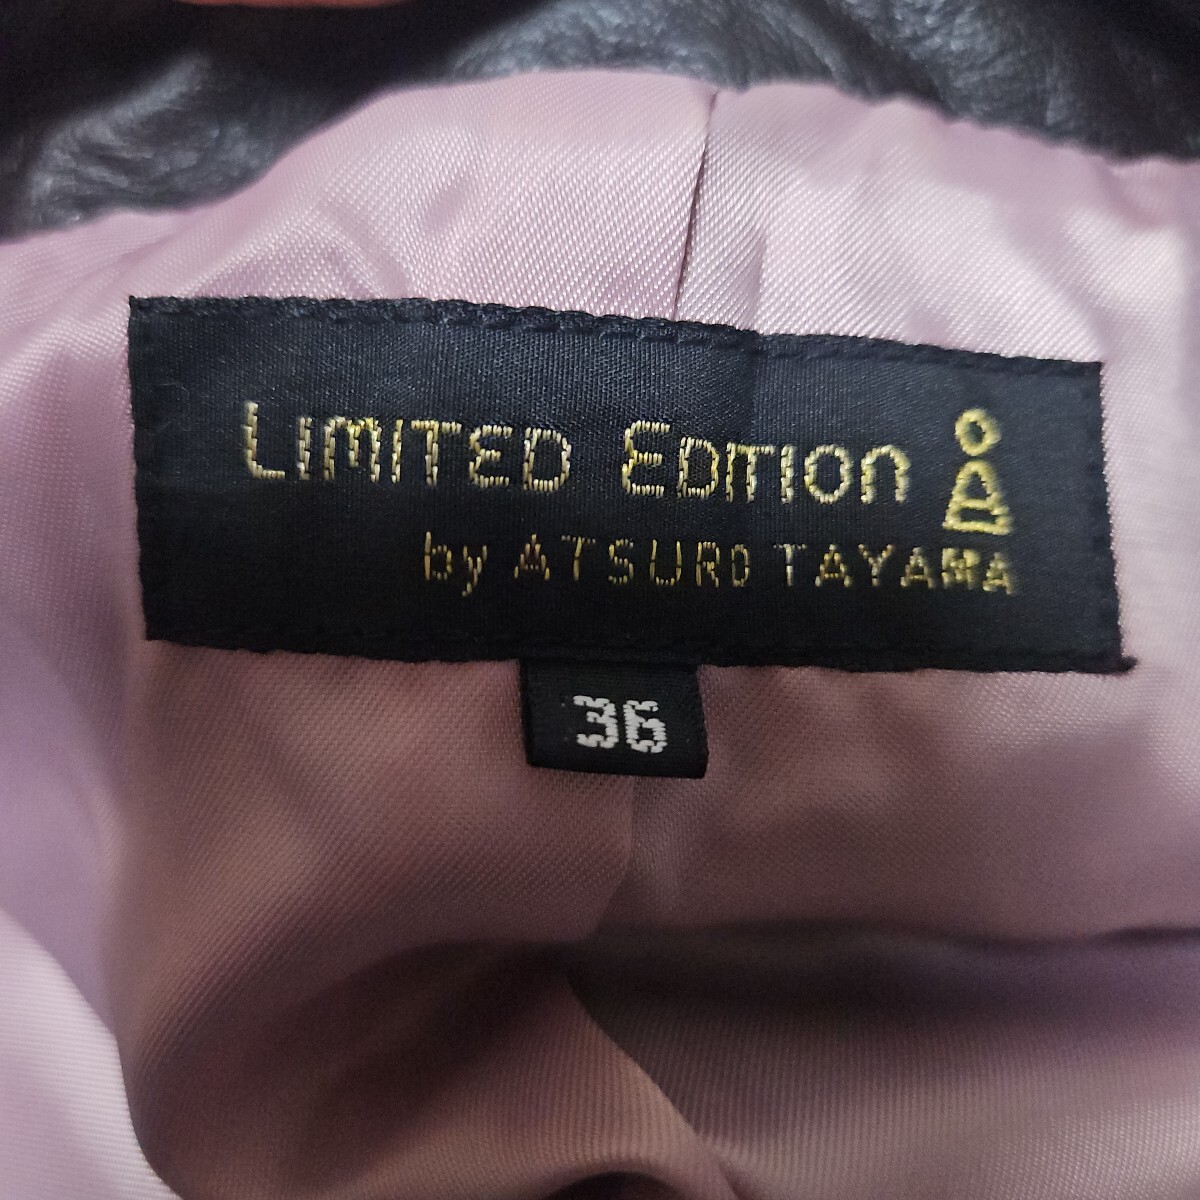 LIMITED EDITION
by ATSURO TAYAMA
36